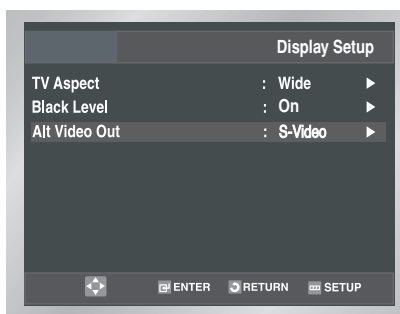 Display Setup
TV Aspect : Wide
Black Level : On
Alt Video Out : S-Video
ENTER RETURN SETUP